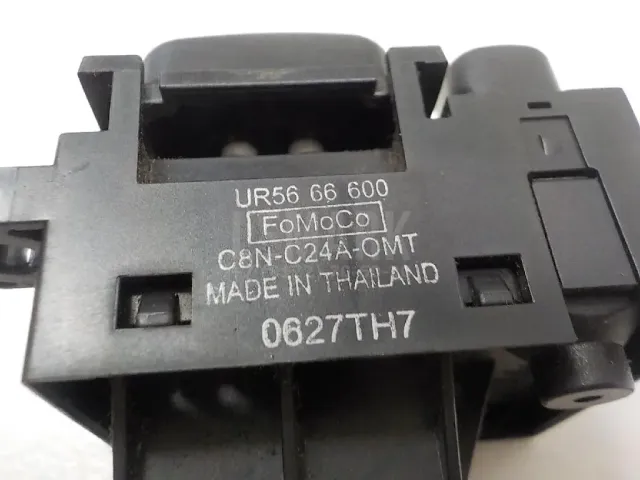 UR56 66 600
FoMoCo
C8N-C24A-OMT
MADE IN THAILAND
0627TH7